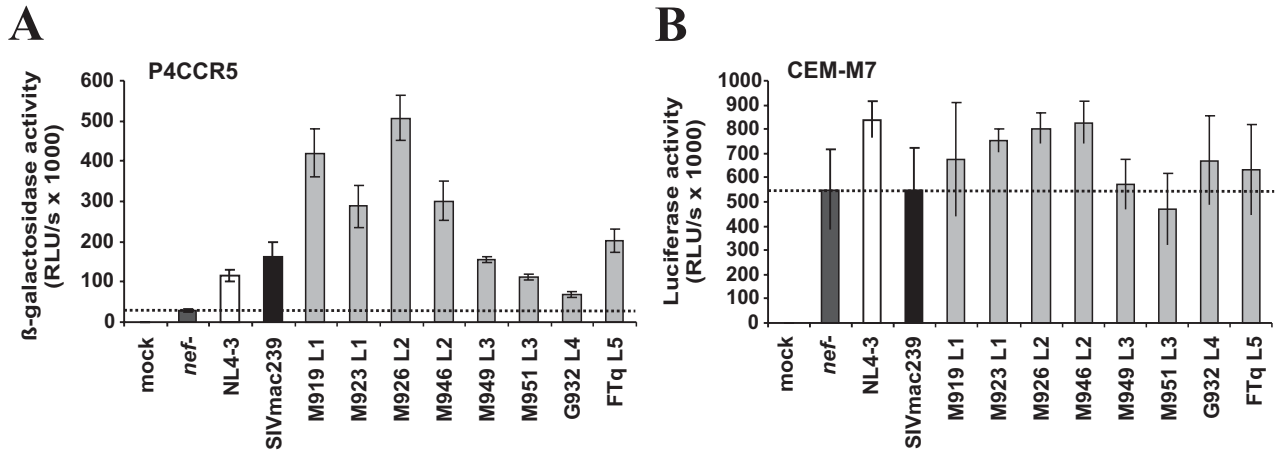 A
P4CCR5
ß-galactosidase activity
(RLU/s x 1000)
600
500
400
300
200
100
0
mock
nef-
NL4-3
SIVmac239
M919 L1
M923 L1
M926 L2
M946 L2
M949 L3
M951 L3
G932 L4
FTq L5
B
CEM-M7
Luciferase activity
(RLU/s x 1000)
1000
900
800
700
600
500
400
300
200
100
0
mock
nef-
NL4-3
SIVmac239
M919 L1
M923 L1
M926 L2
M946 L2
M949 L3
M951 L3
G932 L4
FTq L5